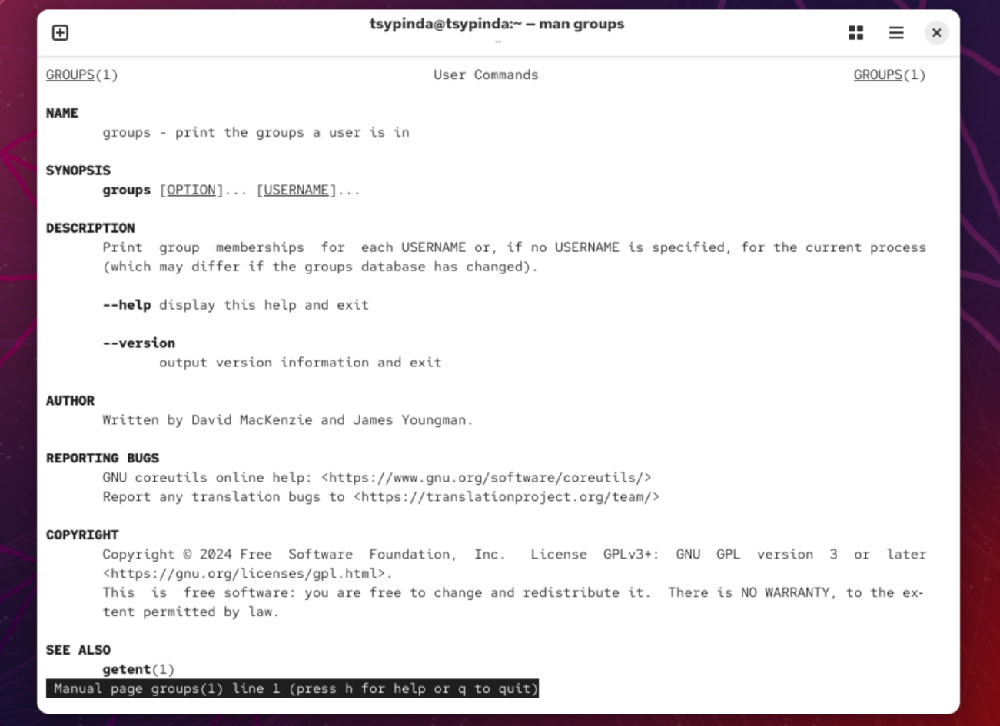 tsypinda@tsypinda:~ — man groups
~
GROUPS(1) User Commands GROUPS(1)
NAME
groups - print the groups a user is in
SYNOPSIS
groups [OPTION]... [USERNAME]...
DESCRIPTION
Print group memberships for each USERNAME or, if no USERNAME is specified, for the current process
(which may differ if the groups database has changed).
--help display this help and exit
--version
output version information and exit
AUTHOR
Written by David MacKenzie and James Youngman.
REPORTING BUGS
GNU coreutils online help: <https://www.gnu.org/software/coreutils/>
Report any translation bugs to <https://translationproject.org/team/>
COPYRIGHT
Copyright © 2024 Free Software Foundation, Inc. License GPLv3+: GNU GPL version 3 or later
<https://gnu.org/licenses/gpl.html>.
This is free software: you are free to change and redistribute it. There is NO WARRANTY, to the ex-
tent permitted by law.
SEE ALSO
getent(1)
Manual page groups(1) line 1 (press h for help or q to quit)